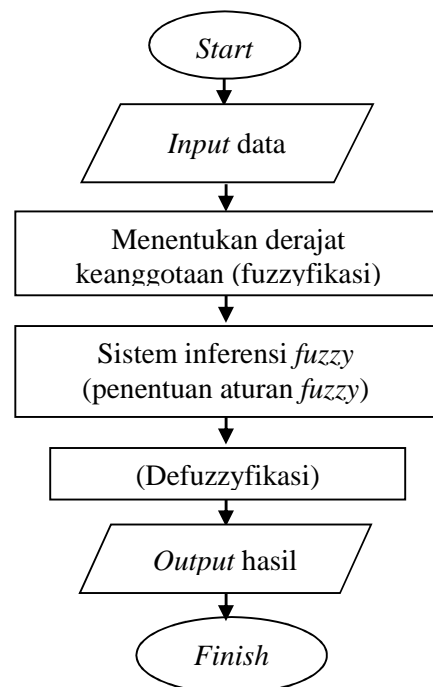 Start
Input data
Menentukan derajat
keanggotaan (fuzzyfikasi)
Sistem inferensi fuzzy
(penentuan aturan fuzzy)
(Defuzzyfikasi)
Output hasil
Finish